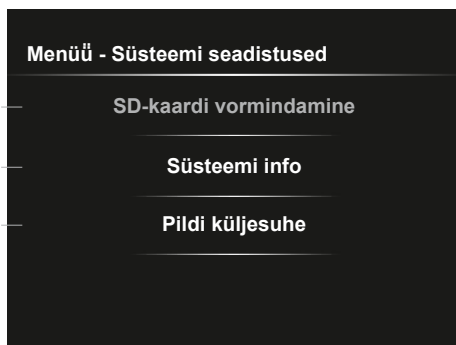 Menüü - Süsteemi seadistused
SD-kaardi vormindamine
Süsteemi info
Pildi küljesuhe